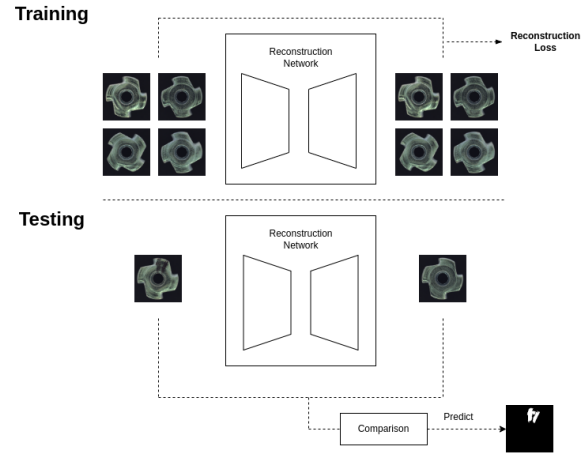 Training
Reconstruction
Network
Reconstruction
Loss
Testing
Reconstruction
Network
Comparison
Predict